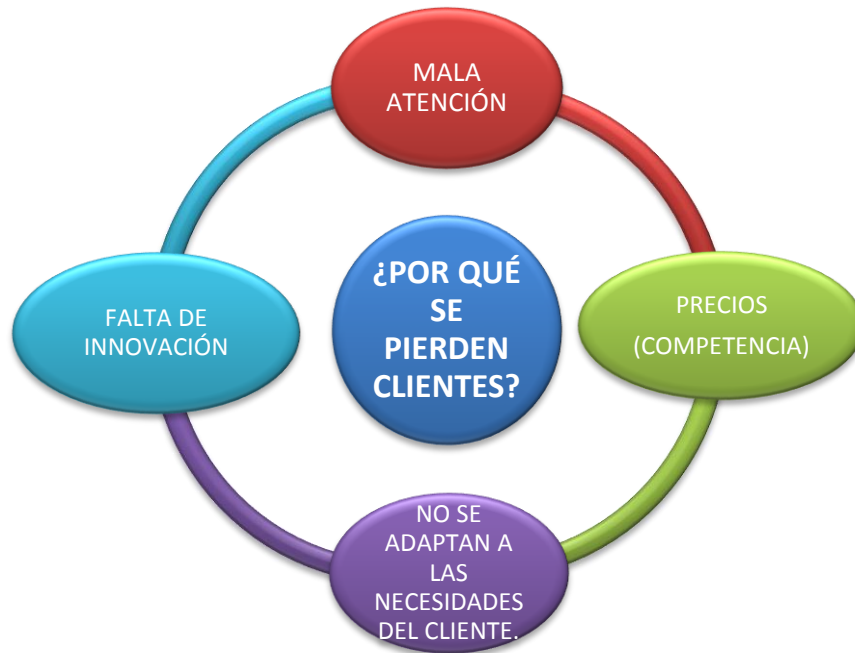 MALA
ATENCIÓN
¿POR QUÉ
SE
PIERDEN
CLIENTES?
PRECIOS
(COMPETENCIA)
NO SE
ADAPTAN A
LAS
NECESIDADES
DEL CLIENTE.
FALTA DE
INNOVACIÓN